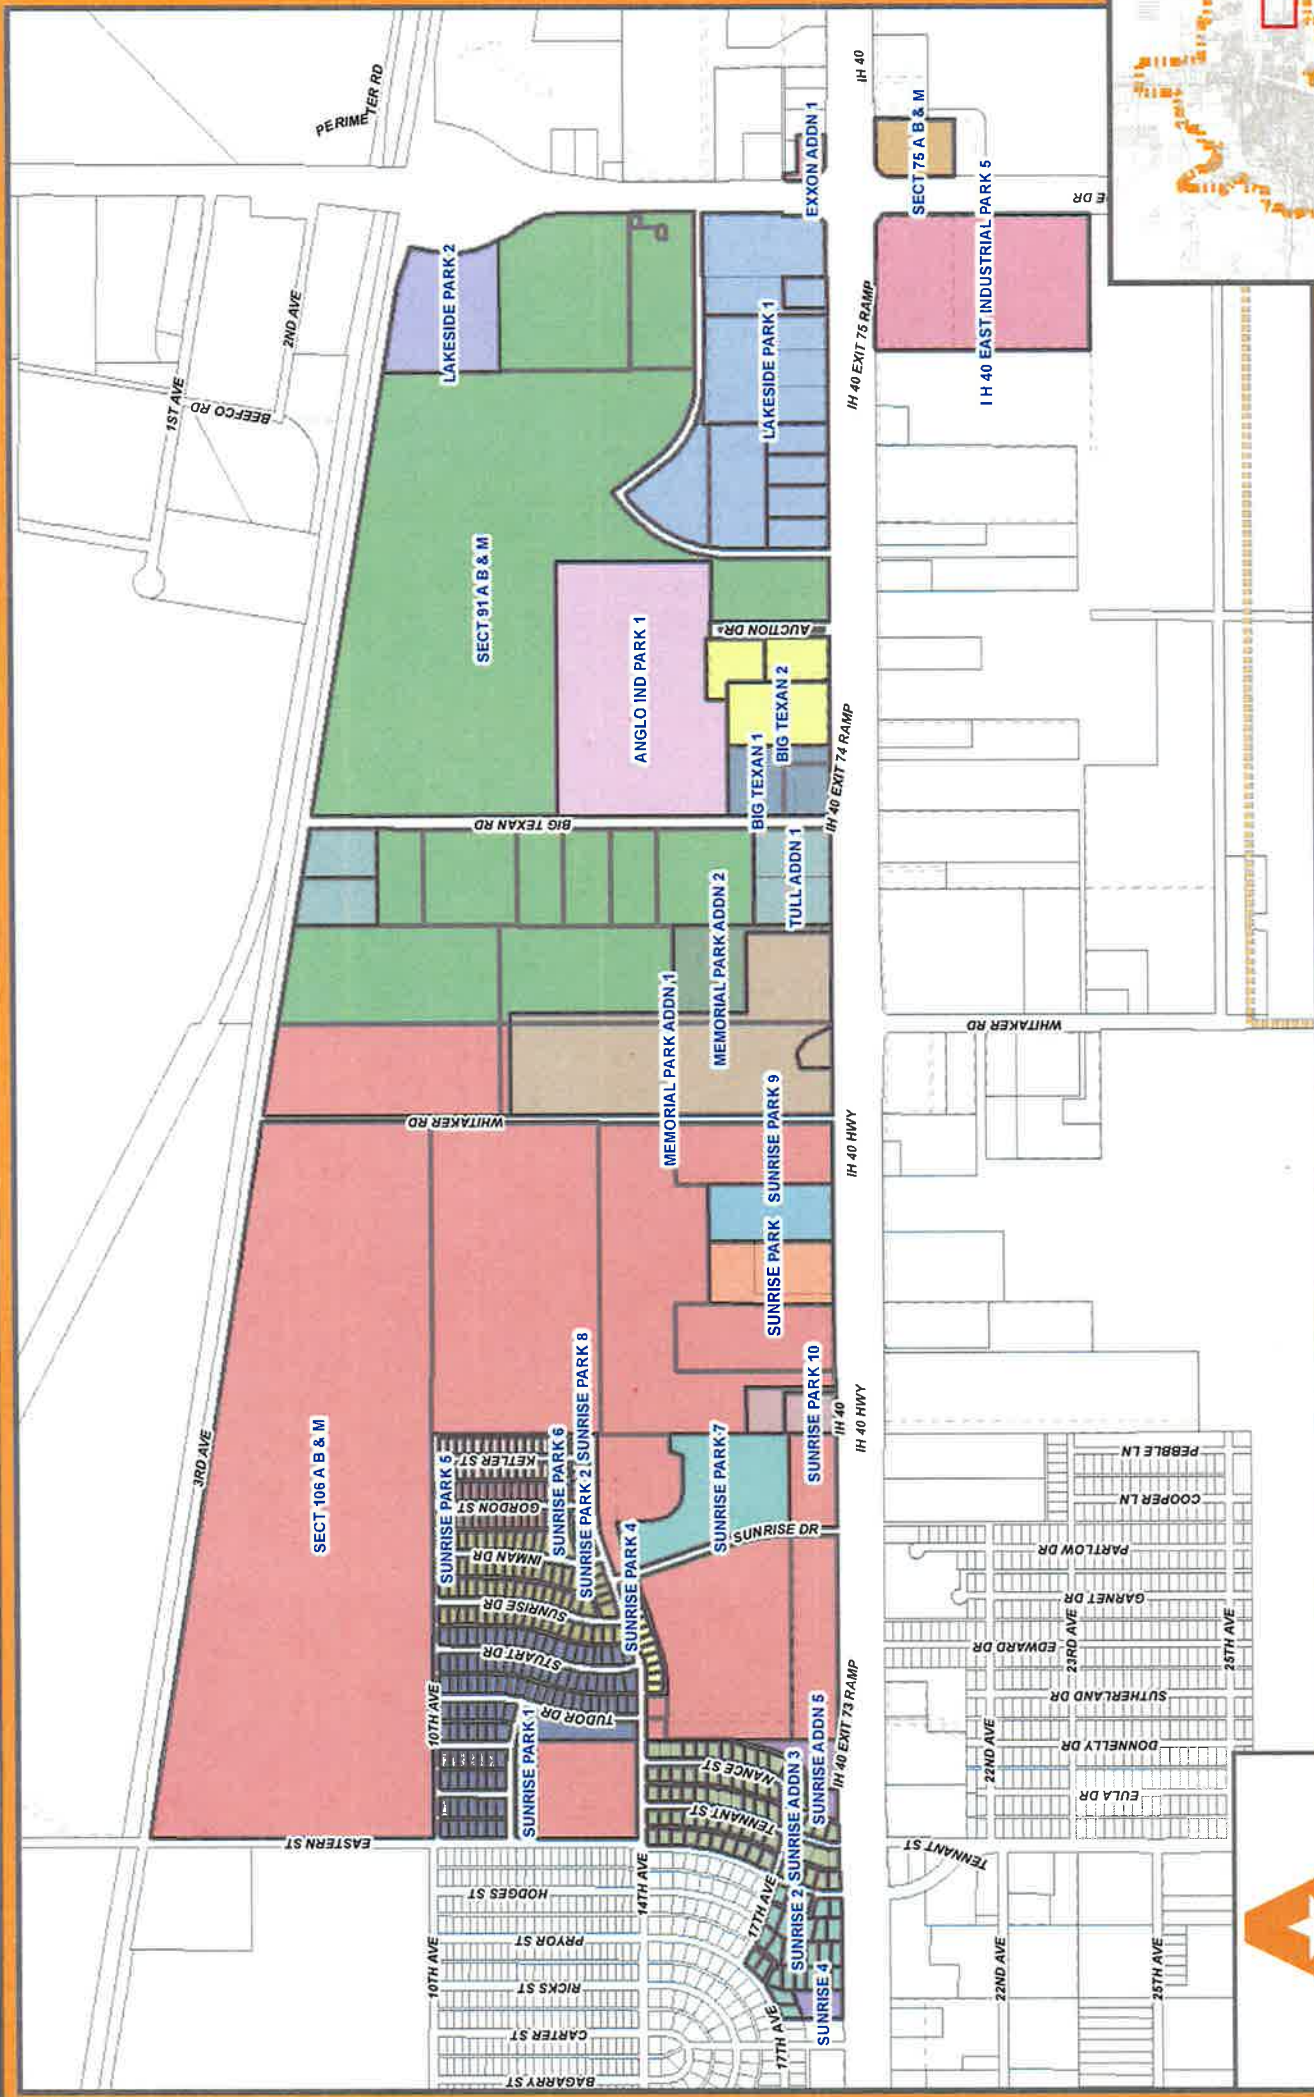 PERIMETER RD
IH 40
EXXON ADDN 1
SECT 75 A B & M
E DR
I H 40 EAST INDUSTRIAL PARK 5
2ND AVE
1ST AVE
BEEFCO RD
LAKESIDE PARK 2
LAKESIDE PARK 1
IH 40 EXIT 75 RAMP
SECT 91 A B & M
ANGLO IND PARK 1
AUCTION DR
BIG TEXAN 2
BIG TEXAN 1
IH 40 EXIT 74 RAMP
BIG TEXAN RD
TULL ADDN 1
MEMORIAL PARK ADDN 2
MEMORIAL PARK ADDN 1
WHITAKER RD
WHITAKER RD
SUNRISE PARK 9
IH 40 HWY
SUNRISE PARK
3RD AVE
SECT 106 A B & M
SUNRISE PARK 8
SUNRISE PARK 10
IH 40
IH 40 HWY
SUNRISE PARK 7
SUNRISE DR
SUNRISE PARK 5
KETLER ST
GORDON ST
SUNRISE PARK 6
SUNRISE PARK 2
INMAN DR
SUNRISE DR
SUNRISE PARK 4
STUART DR
TUDOR DR
10TH AVE
SUNRISE PARK 1
NANCE ST
TENNANT ST
SUNRISE ADDN 3
SUNRISE ADDN 5
IH 40 EXIT 73 RAMP
EASTERN ST
HODGES ST
14TH AVE
PRYOR ST
RICKS ST
10TH AVE
CARTER ST
BAGARRY ST
17TH AVE
SUNRISE 2
SUNRISE 4
17TH AVE
PEBBLE LN
COOPER LN
PARTLOW DR
GARNET DR
EDWARD DR
23RD AVE
25TH AVE
SUTHERLAND DR
DONNELLY DR
22ND AVE
EULA DR
TENNANT ST
22ND AVE
25TH AVE